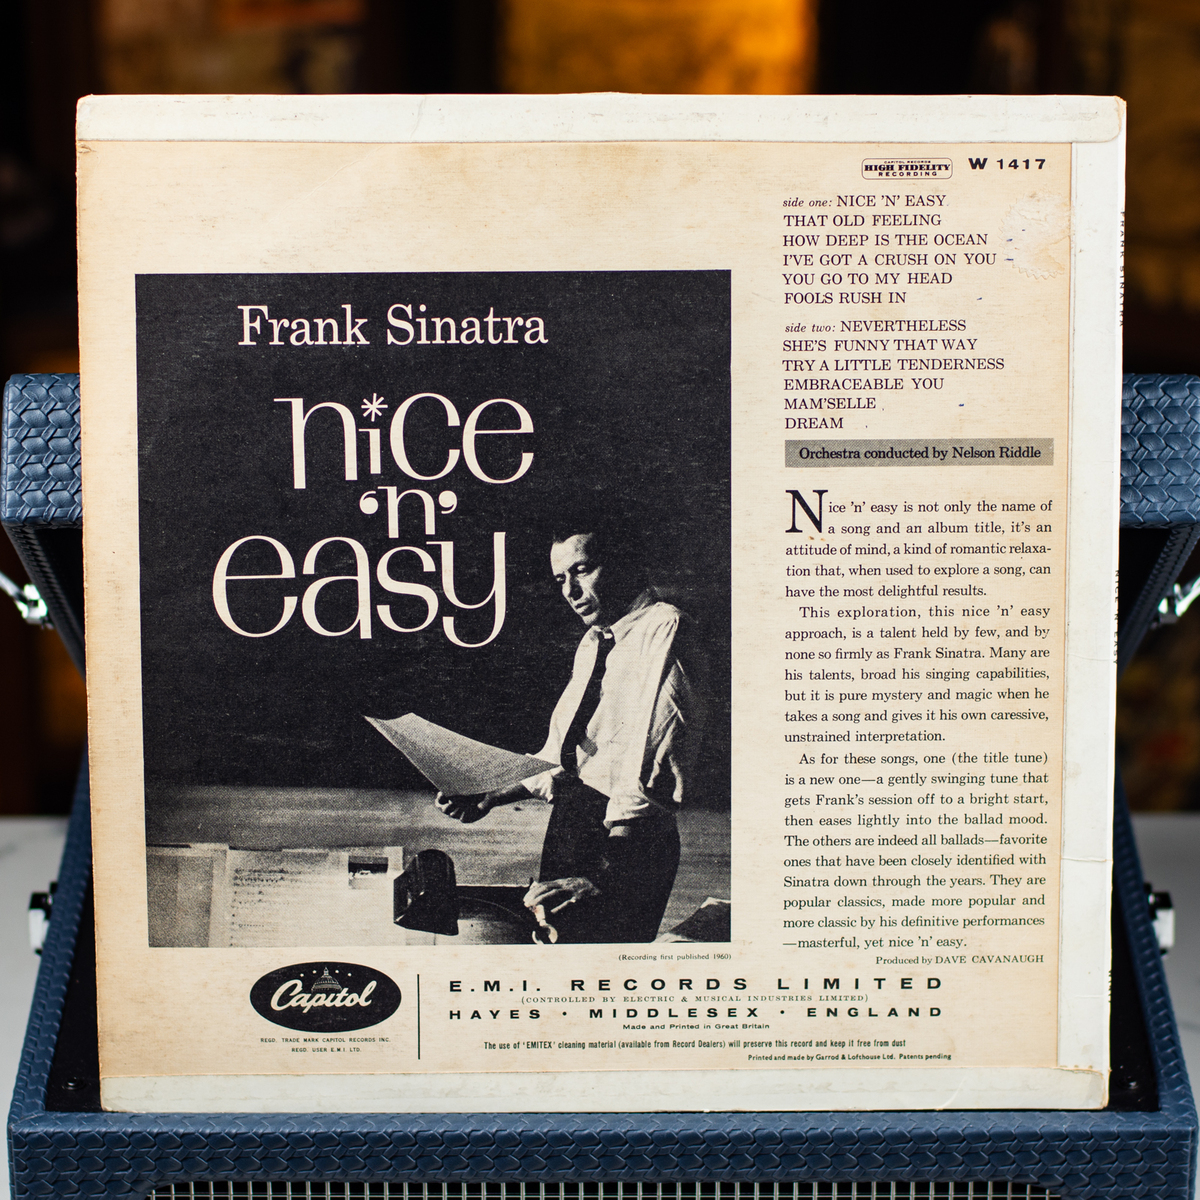 CAPITOL RECORDS
HIGH FIDELITY
RECORDING
W 1417
side one: NICE 'N' EASY
THAT OLD FEELING
HOW DEEP IS THE OCEAN
I'VE GOT A CRUSH ON YOU
YOU GO TO MY HEAD
FOOLS RUSH IN
side two: NEVERTHELESS
SHE'S FUNNY THAT WAY
TRY A LITTLE TENDERNESS
EMBRACEABLE YOU
MAM'SELLE
DREAM
Orchestra conducted by Nelson Riddle
Frank Sinatra
nice
'n'
easy
Nice 'n' easy is not only the name of
a song and an album title, it's an
attitude of mind, a kind of romantic relaxa-
tion that, when used to explore a song, can
have the most delightful results.
This exploration, this nice 'n' easy
approach, is a talent held by few, and by
none so firmly as Frank Sinatra. Many are
his talents, broad his singing capabilities,
but it is pure mystery and magic when he
takes a song and gives it his own caressive,
unstrained interpretation.
As for these songs, one (the title tune)
is a new one—a gently swinging tune that
gets Frank's session off to a bright start,
then eases lightly into the ballad mood.
The others are indeed all ballads—favorite
ones that have been closely identified with
Sinatra down through the years. They are
popular classics, made more popular and
more classic by his definitive performances
—masterful, yet nice 'n' easy.
Produced by DAVE CAVANAUGH
(Recording first published 1960)
Capitol
REGD. TRADE MARK CAPITOL RECORDS INC.
REGD. USER E.M.I. LTD.
E.M.I. RECORDS LIMITED
(CONTROLLED BY ELECTRIC & MUSICAL INDUSTRIES LIMITED)
HAYES · MIDDLESEX · ENGLAND
Made and Printed in Great Britain
The use of 'EMITEX' cleaning material (available from Record Dealers) will preserve this record and keep it free from dust
Printed and made by Garrod & Lofthouse Ltd. Patents pending
FRANK SINATRA
NICE 'N' EASY